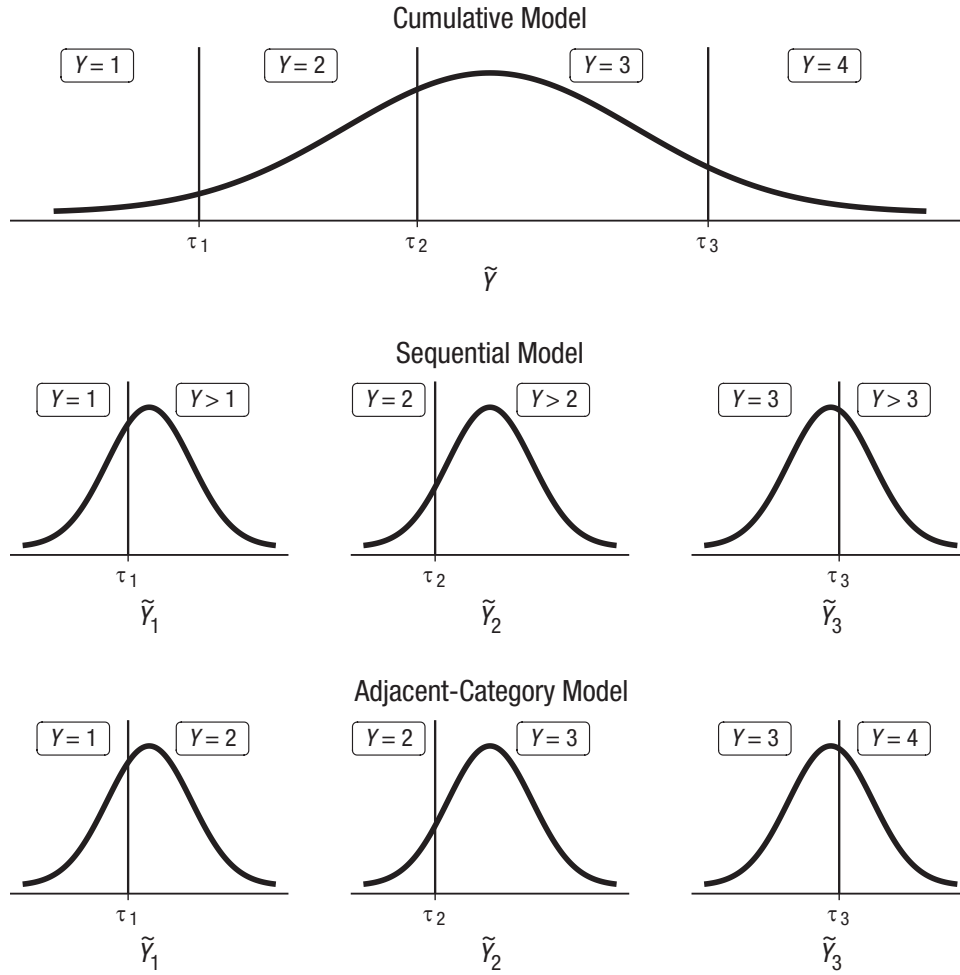 Cumulative Model
Y = 1 Y = 2 Y = 3 Y = 4
τ1 τ2 τ3
Ỹ
Sequential Model
Y = 1 Y > 1 Y = 2 Y > 2 Y = 3 Y > 3
τ1 τ2 τ3
Ỹ1 Ỹ2 Ỹ3
Adjacent-Category Model
Y = 1 Y = 2 Y = 2 Y = 3 Y = 3 Y = 4
τ1 τ2 τ3
Ỹ1 Ỹ2 Ỹ3